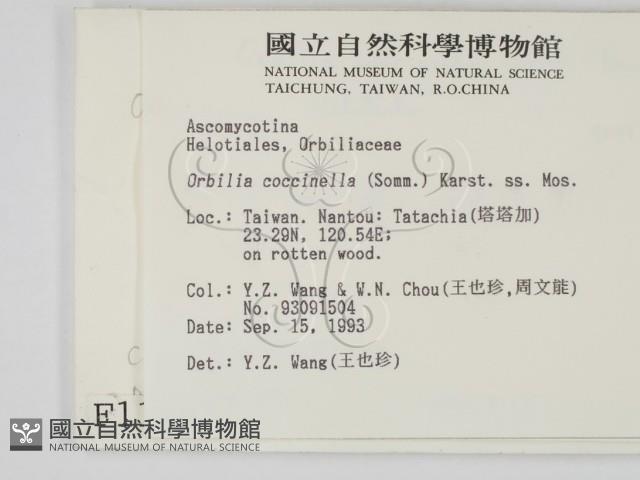 國立自然科學博物館
NATIONAL MUSEUM OF NATURAL SCIENCE
TAICHUNG, TAIWAN, R.O.CHINA
Ascomycotina
Helotiales, Orbiliaceae
Orbilia coccinella (Somm.) Karst. ss. Mos.
Loc.: Taiwan. Nantou: Tatachia(塔塔加)
23.29N, 120.54E;
on rotten wood.
Col.: Y.Z. Wang & W.N. Chou(王也珍,周文能)
No. 93091504
Date: Sep. 15, 1993
Det.: Y.Z. Wang(王也珍)
國立自然科學博物館
NATIONAL MUSEUM OF NATURAL SCIENCE